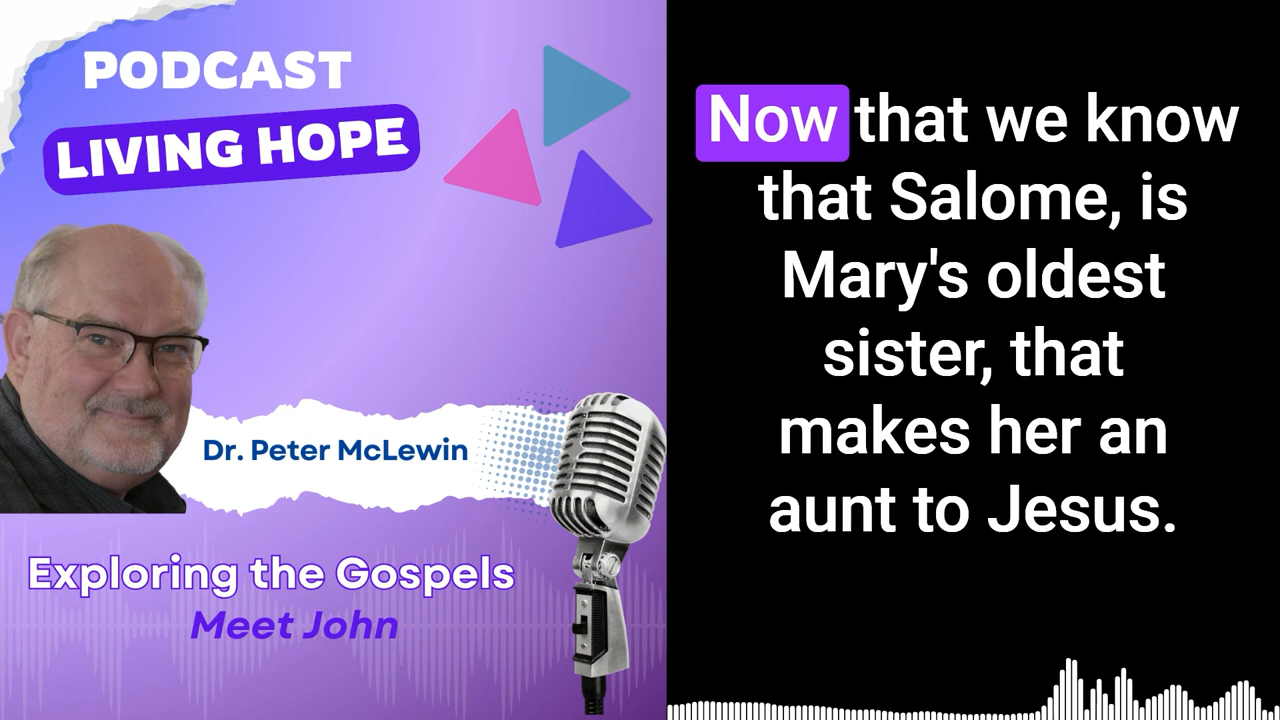 PODCAST
LIVING HOPE
Dr. Peter McLewin
Exploring the Gospels
Meet John
Now that we know
that Salome, is
Mary's oldest
sister, that
makes her an
aunt to Jesus.